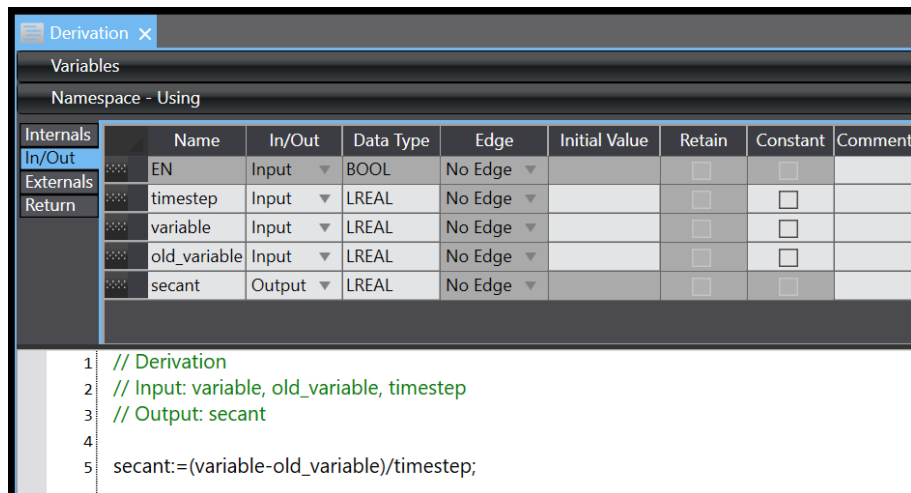 Derivation
Variables
Namespace - Using
Internals
In/Out
Externals
Return
Name In/Out Data Type Edge Initial Value Retain Constant Comment
EN Input BOOL No Edge
timestep Input LREAL No Edge
variable Input LREAL No Edge
old_variable Input LREAL No Edge
secant Output LREAL No Edge
1 // Derivation
2 // Input: variable, old_variable, timestep
3 // Output: secant
4
5 secant:=(variable-old_variable)/timestep;